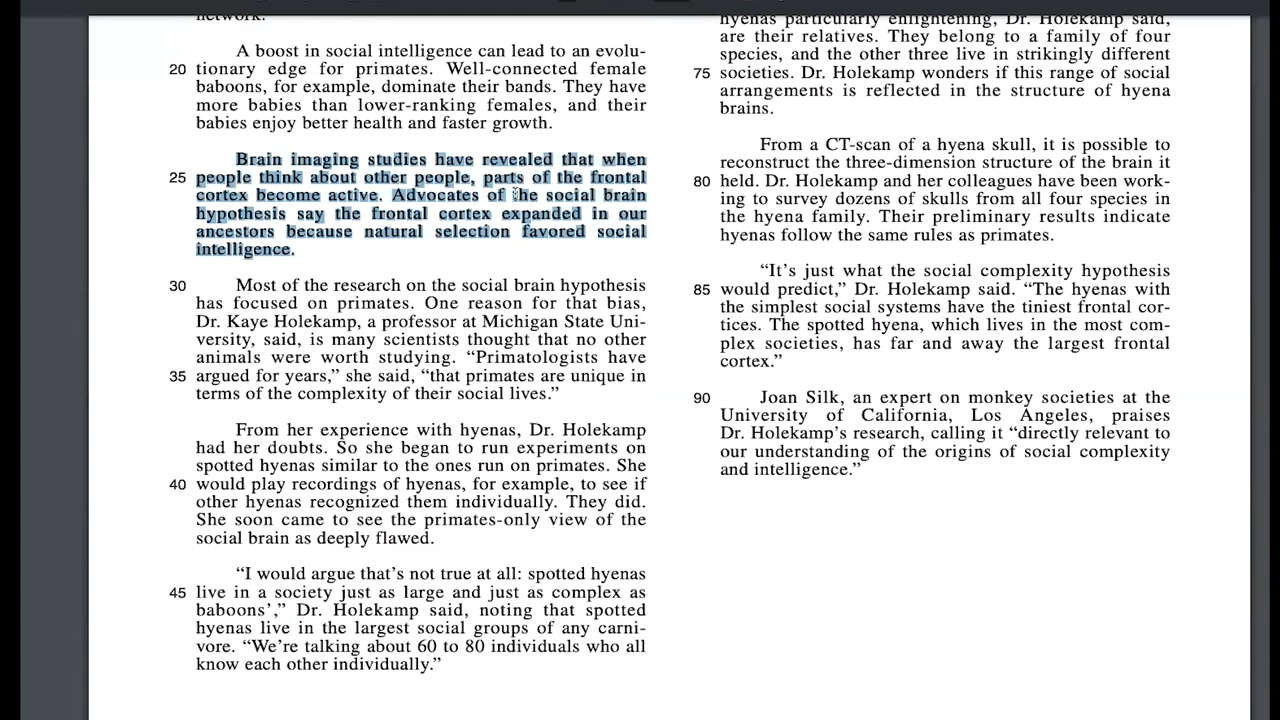 network.
A boost in social intelligence can lead to an evolu-
20 tionary edge for primates. Well-connected female
baboons, for example, dominate their bands. They have
more babies than lower-ranking females, and their
babies enjoy better health and faster growth.
Brain imaging studies have revealed that when
25 people think about other people, parts of the frontal
cortex become active. Advocates of the social brain
hypothesis say the frontal cortex expanded in our
ancestors because natural selection favored social
intelligence.
30 Most of the research on the social brain hypothesis
has focused on primates. One reason for that bias,
Dr. Kaye Holekamp, a professor at Michigan State Uni-
versity, said, is many scientists thought that no other
animals were worth studying. “Primatologists have
35 argued for years,” she said, “that primates are unique in
terms of the complexity of their social lives.”
From her experience with hyenas, Dr. Holekamp
had her doubts. So she began to run experiments on
spotted hyenas similar to the ones run on primates. She
40 would play recordings of hyenas, for example, to see if
other hyenas recognized them individually. They did.
She soon came to see the primates-only view of the
social brain as deeply flawed.
“I would argue that’s not true at all: spotted hyenas
45 live in a society just as large and just as complex as
baboons’,” Dr. Holekamp said, noting that spotted
hyenas live in the largest social groups of any carni-
vore. “We’re talking about 60 to 80 individuals who all
know each other individually.”
hyenas particularly enlightening, Dr. Holekamp said,
are their relatives. They belong to a family of four
species, and the other three live in strikingly different
75 societies. Dr. Holekamp wonders if this range of social
arrangements is reflected in the structure of hyena
brains.
From a CT-scan of a hyena skull, it is possible to
reconstruct the three-dimension structure of the brain it
80 held. Dr. Holekamp and her colleagues have been work-
ing to survey dozens of skulls from all four species in
the hyena family. Their preliminary results indicate
hyenas follow the same rules as primates.
“It’s just what the social complexity hypothesis
85 would predict,” Dr. Holekamp said. “The hyenas with
the simplest social systems have the tiniest frontal cor-
tices. The spotted hyena, which lives in the most com-
plex societies, has far and away the largest frontal
cortex.”
90 Joan Silk, an expert on monkey societies at the
University of California, Los Angeles, praises
Dr. Holekamp’s research, calling it “directly relevant to
our understanding of the origins of social complexity
and intelligence.”